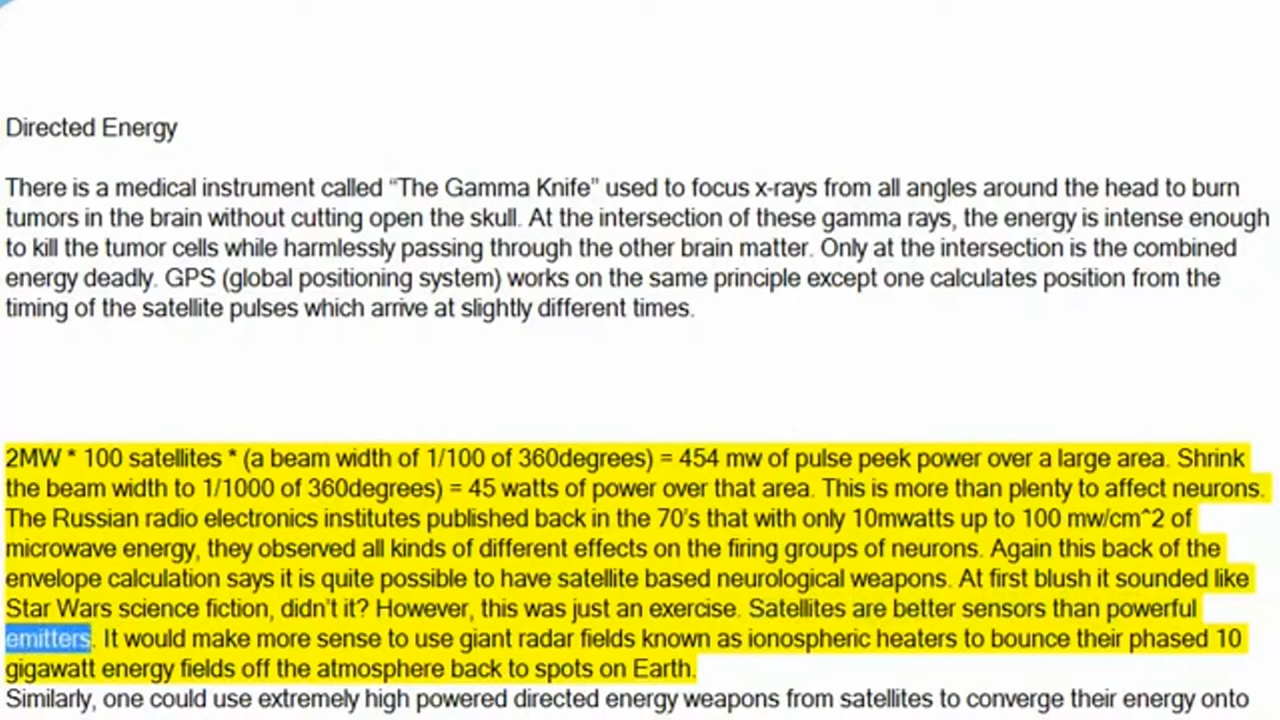 Directed Energy
There is a medical instrument called “The Gamma Knife” used to focus x-rays from all angles around the head to burn
tumors in the brain without cutting open the skull. At the intersection of these gamma rays, the energy is intense enough
to kill the tumor cells while harmlessly passing through the other brain matter. Only at the intersection is the combined
energy deadly. GPS (global positioning system) works on the same principle except one calculates position from the
timing of the satellite pulses which arrive at slightly different times.
2MW * 100 satellites * (a beam width of 1/100 of 360degrees) = 454 mw of pulse peek power over a large area. Shrink
the beam width to 1/1000 of 360degrees) = 45 watts of power over that area. This is more than plenty to affect neurons.
The Russian radio electronics institutes published back in the 70's that with only 10mwatts up to 100 mw/cm^2 of
microwave energy, they observed all kinds of different effects on the firing groups of neurons. Again this back of the
envelope calculation says it is quite possible to have satellite based neurological weapons. At first blush it sounded like
Star Wars science fiction, didn't it? However, this was just an exercise. Satellites are better sensors than powerful
emitters. It would make more sense to use giant radar fields known as ionospheric heaters to bounce their phased 10
gigawatt energy fields off the atmosphere back to spots on Earth.
Similarly, one could use extremely high powered directed energy weapons from satellites to converge their energy onto